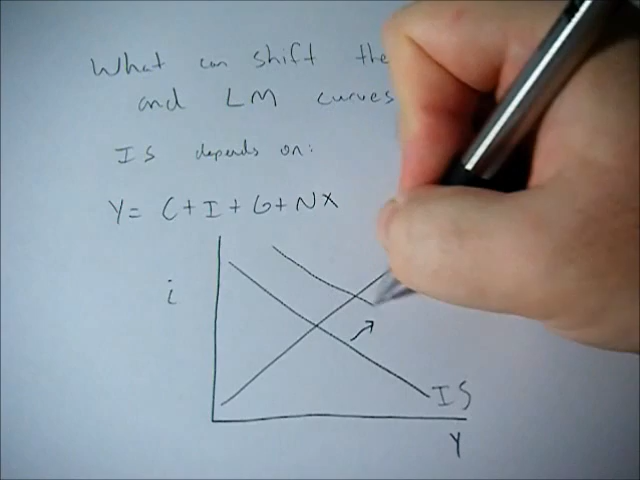 What can shift the
and LM curves
IS depends on:
Y= C+I+G+NX
i
IS
Y